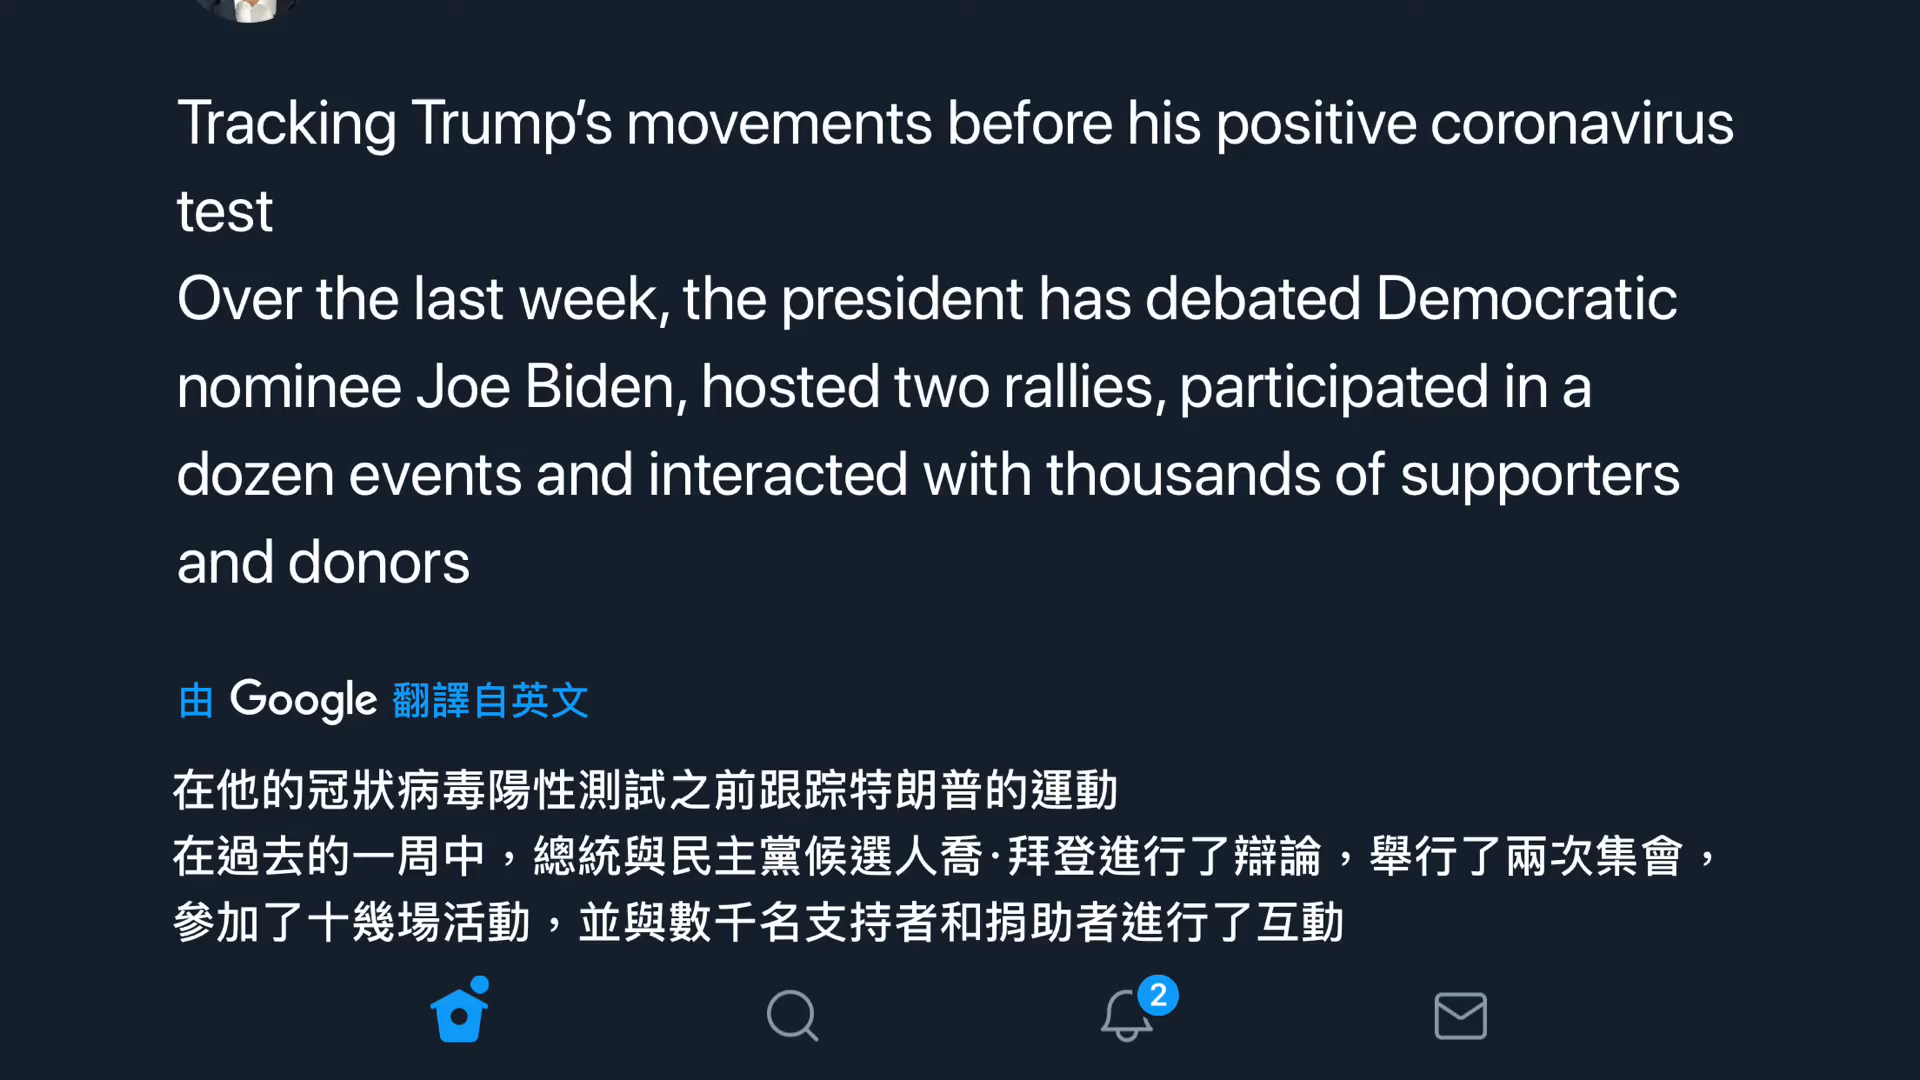 Tracking Trump’s movements before his positive coronavirus
test
Over the last week, the president has debated Democratic
nominee Joe Biden, hosted two rallies, participated in a
dozen events and interacted with thousands of supporters
and donors
由 Google 翻譯自英文
在他的冠狀病毒陽性測試之前跟踪特朗普的運動
在過去的一周中，總統與民主黨候選人喬·拜登進行了辯論，舉行了兩次集會，
參加了十幾場活動，並與數千名支持者和捐助者進行了互動
2